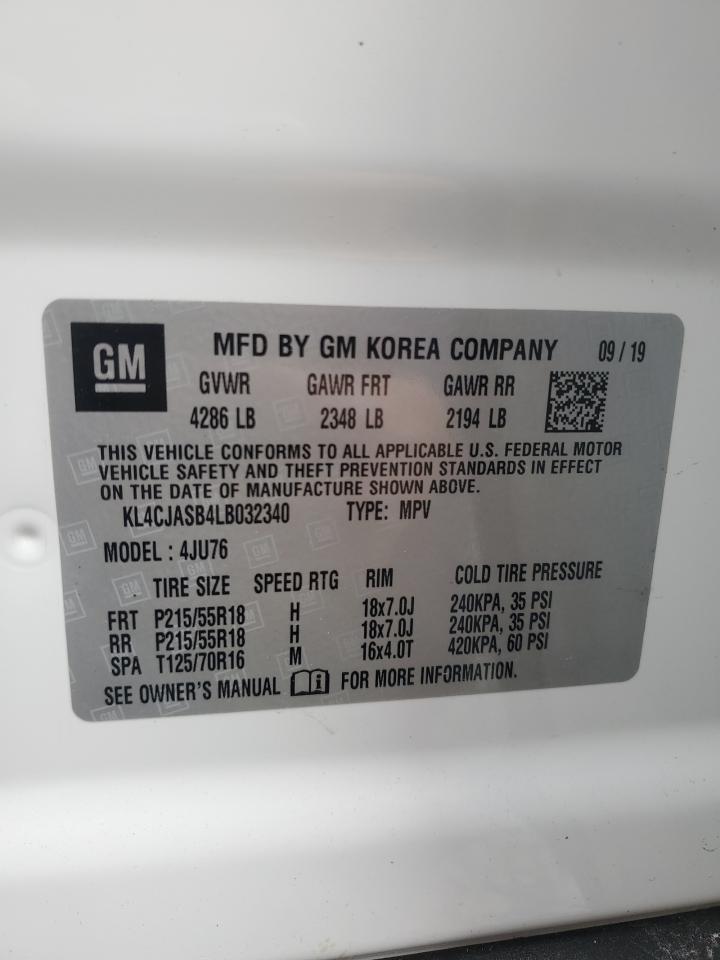 GM MFD BY GM KOREA COMPANY 09 / 19
GVWR GAWR FRT GAWR RR
4286 LB 2348 LB 2194 LB
THIS VEHICLE CONFORMS TO ALL APPLICABLE U.S. FEDERAL MOTOR
VEHICLE SAFETY AND THEFT PREVENTION STANDARDS IN EFFECT
ON THE DATE OF MANUFACTURE SHOWN ABOVE.
KL4CJASB4LB032340 TYPE: MPV
MODEL : 4JU76
TIRE SIZE SPEED RTG RIM COLD TIRE PRESSURE
FRT P215/55R18 H 18x7.0J 240KPA, 35 PSI
RR P215/55R18 H 18x7.0J 240KPA, 35 PSI
SPA T125/70R16 M 16x4.0T 420KPA, 60 PSI
SEE OWNER'S MANUAL i FOR MORE INFORMATION.